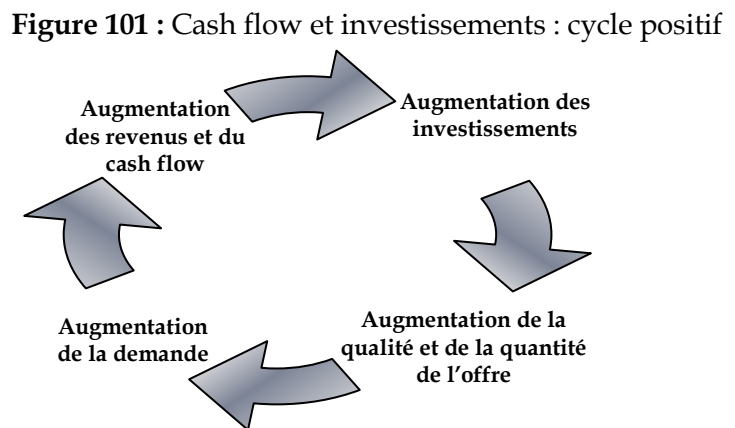 Figure 101 : Cash flow et investissements : cycle positif
Augmentation
des revenus et du
cash flow
Augmentation des
investissements
Augmentation de la
qualité et de la quantité
de l'offre
Augmentation
de la demande